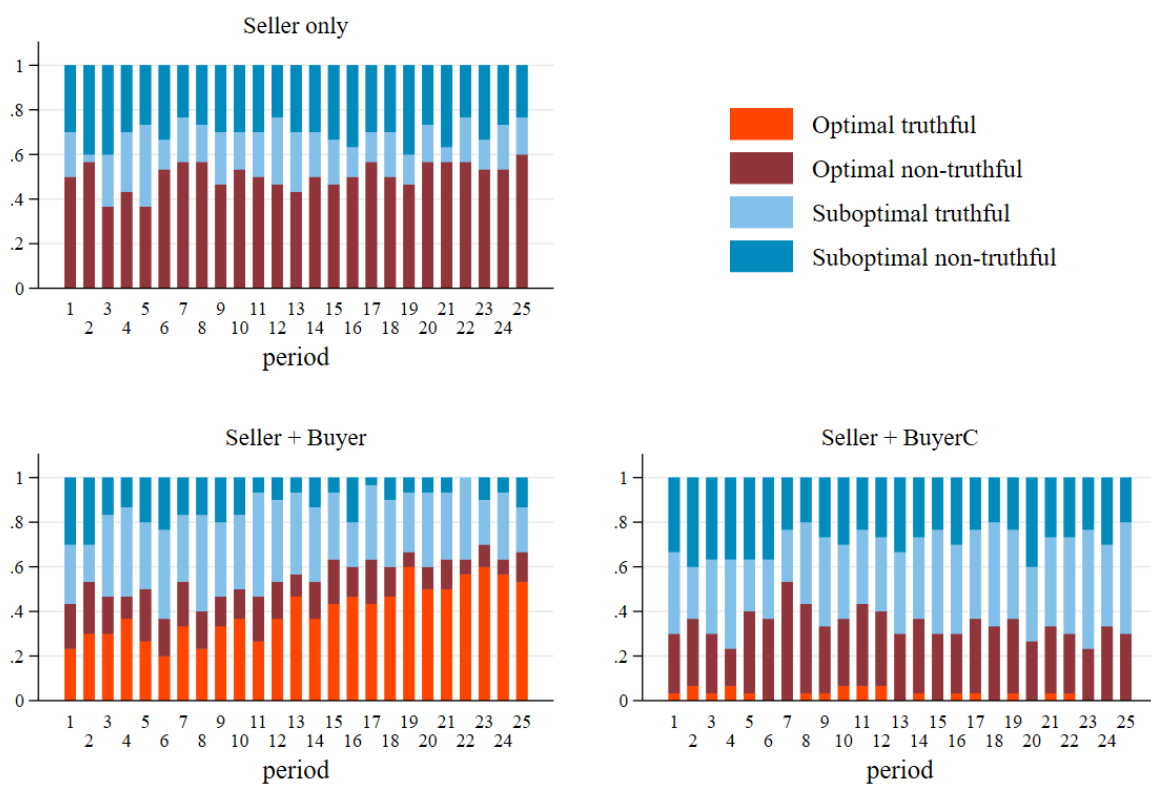 Seller only
1
.8
.6
.4
.2
0
1 3 5 7 9 11 13 15 17 19 21 23 25
2 4 6 8 10 12 14 16 18 20 22 24
period
Optimal truthful
Optimal non-truthful
Suboptimal truthful
Suboptimal non-truthful
Seller + Buyer
1
.8
.6
.4
.2
0
1 3 5 7 9 11 13 15 17 19 21 23 25
2 4 6 8 10 12 14 16 18 20 22 24
period
Seller + BuyerC
1
.8
.6
.4
.2
0
1 3 5 7 9 11 13 15 17 19 21 23 25
2 4 6 8 10 12 14 16 18 20 22 24
period